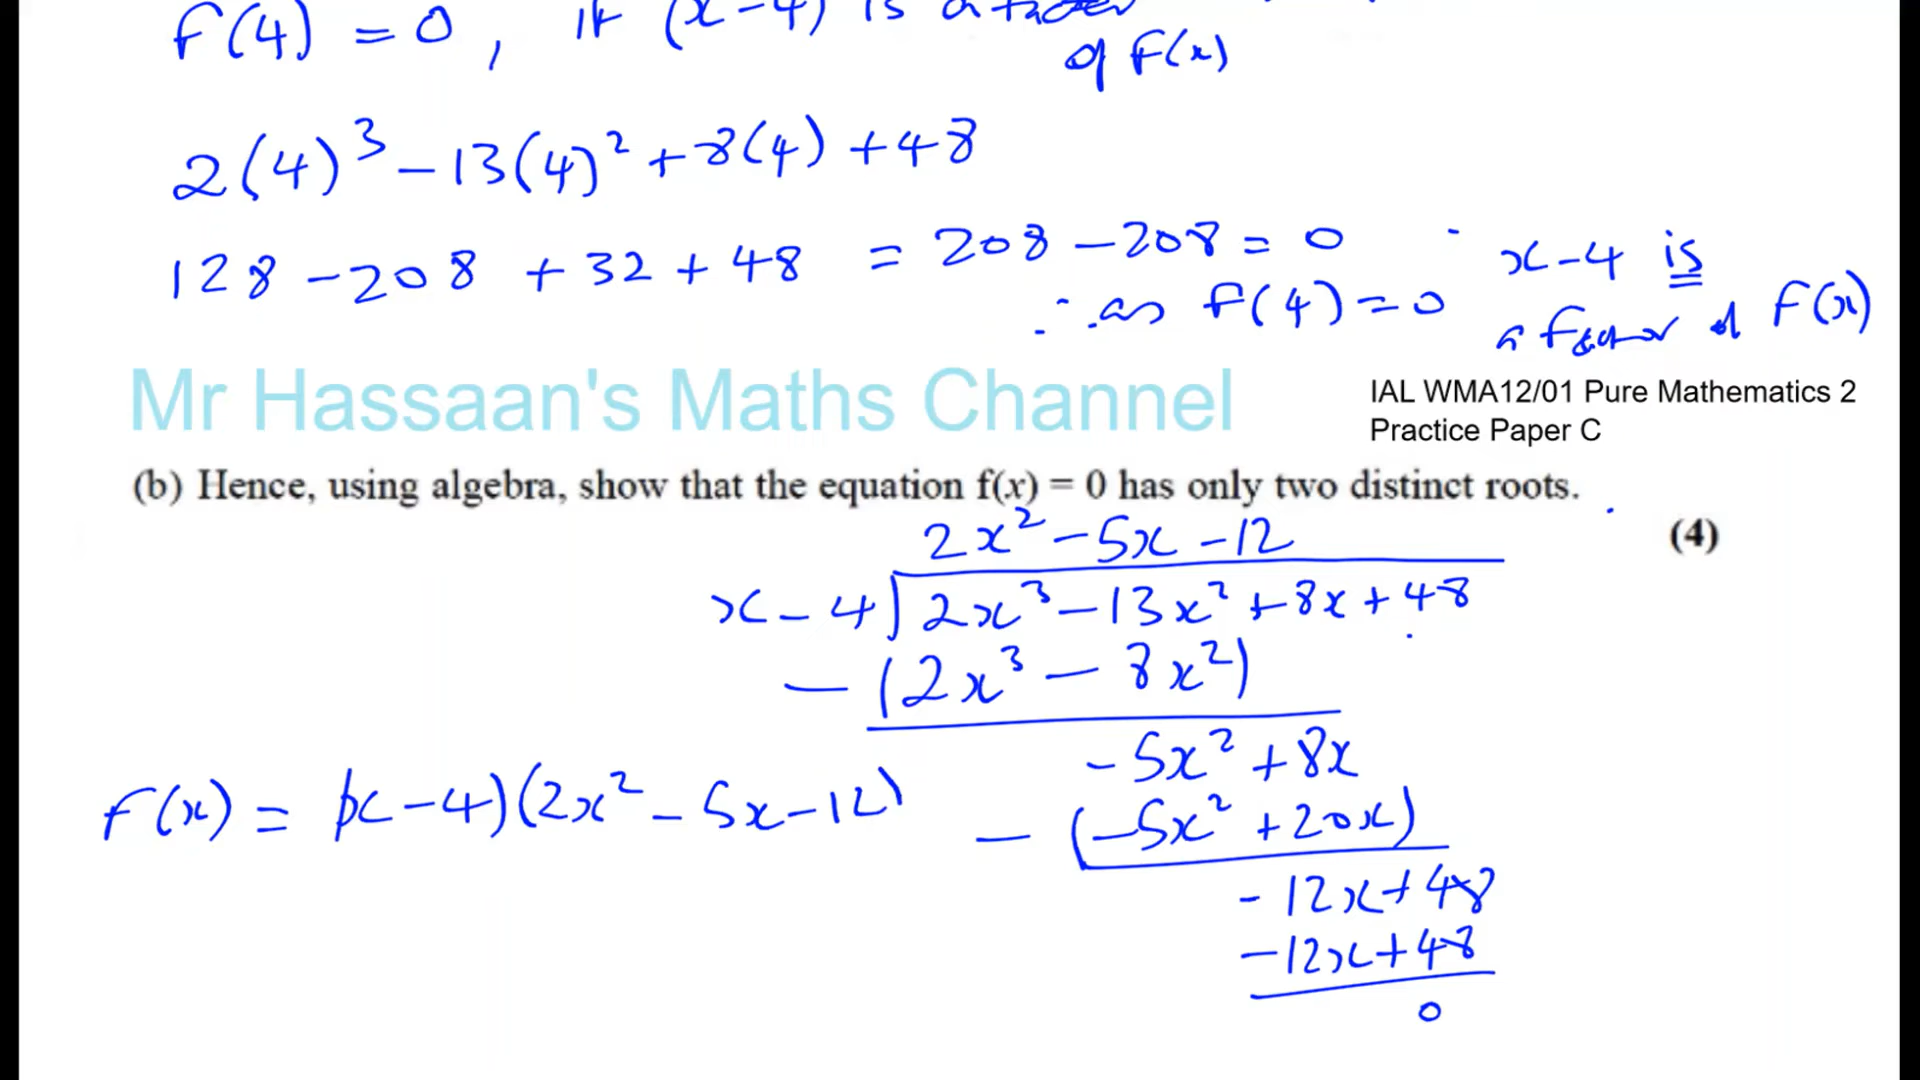 f(4) = 0, if (x-4) is a factor
of f(x)
2(4)³ - 13(4)² + 8(4) + 48
128 - 208 + 32 + 48 = 208 - 208 = 0
∴ as f(4) = 0 x-4 is
a factor of f(x)
Mr Hassaan's Maths Channel
IAL WMA12/01 Pure Mathematics 2
Practice Paper C
(b) Hence, using algebra, show that the equation f(x) = 0 has only two distinct roots.
(4)
2x² - 5x - 12
x - 4 ) 2x³ - 13x² + 8x + 48
- (2x³ - 8x²)
- 5x² + 8x
f(x) = (x - 4)(2x² - 5x - 12)
- (-5x² + 20x)
- 12x + 48
- 12x + 48
0